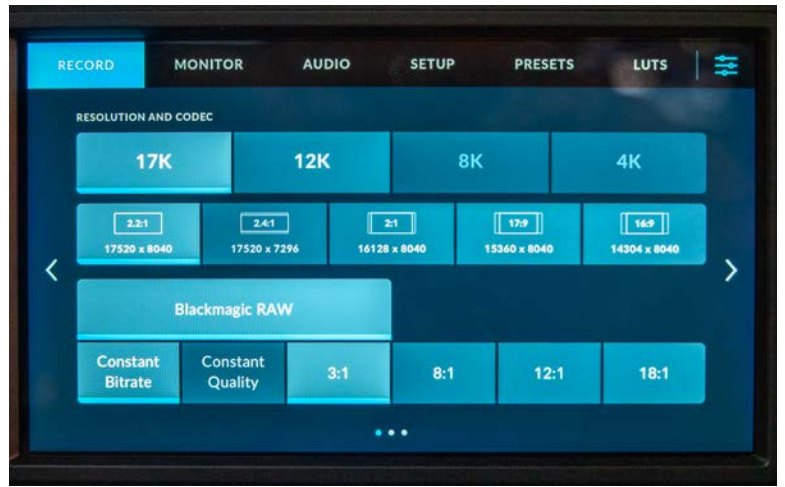 RECORD MONITOR AUDIO SETUP PRESETS LUTS
RESOLUTION AND CODEC
17K 12K 8K 4K
2.2:1 2.4:1 2:1 17:9 16:9
17520 x 8040 17520 x 7296 16128 x 8040 15360 x 8040 14304 x 8040
Blackmagic RAW
Constant Constant
Bitrate Quality 3:1 8:1 12:1 18:1